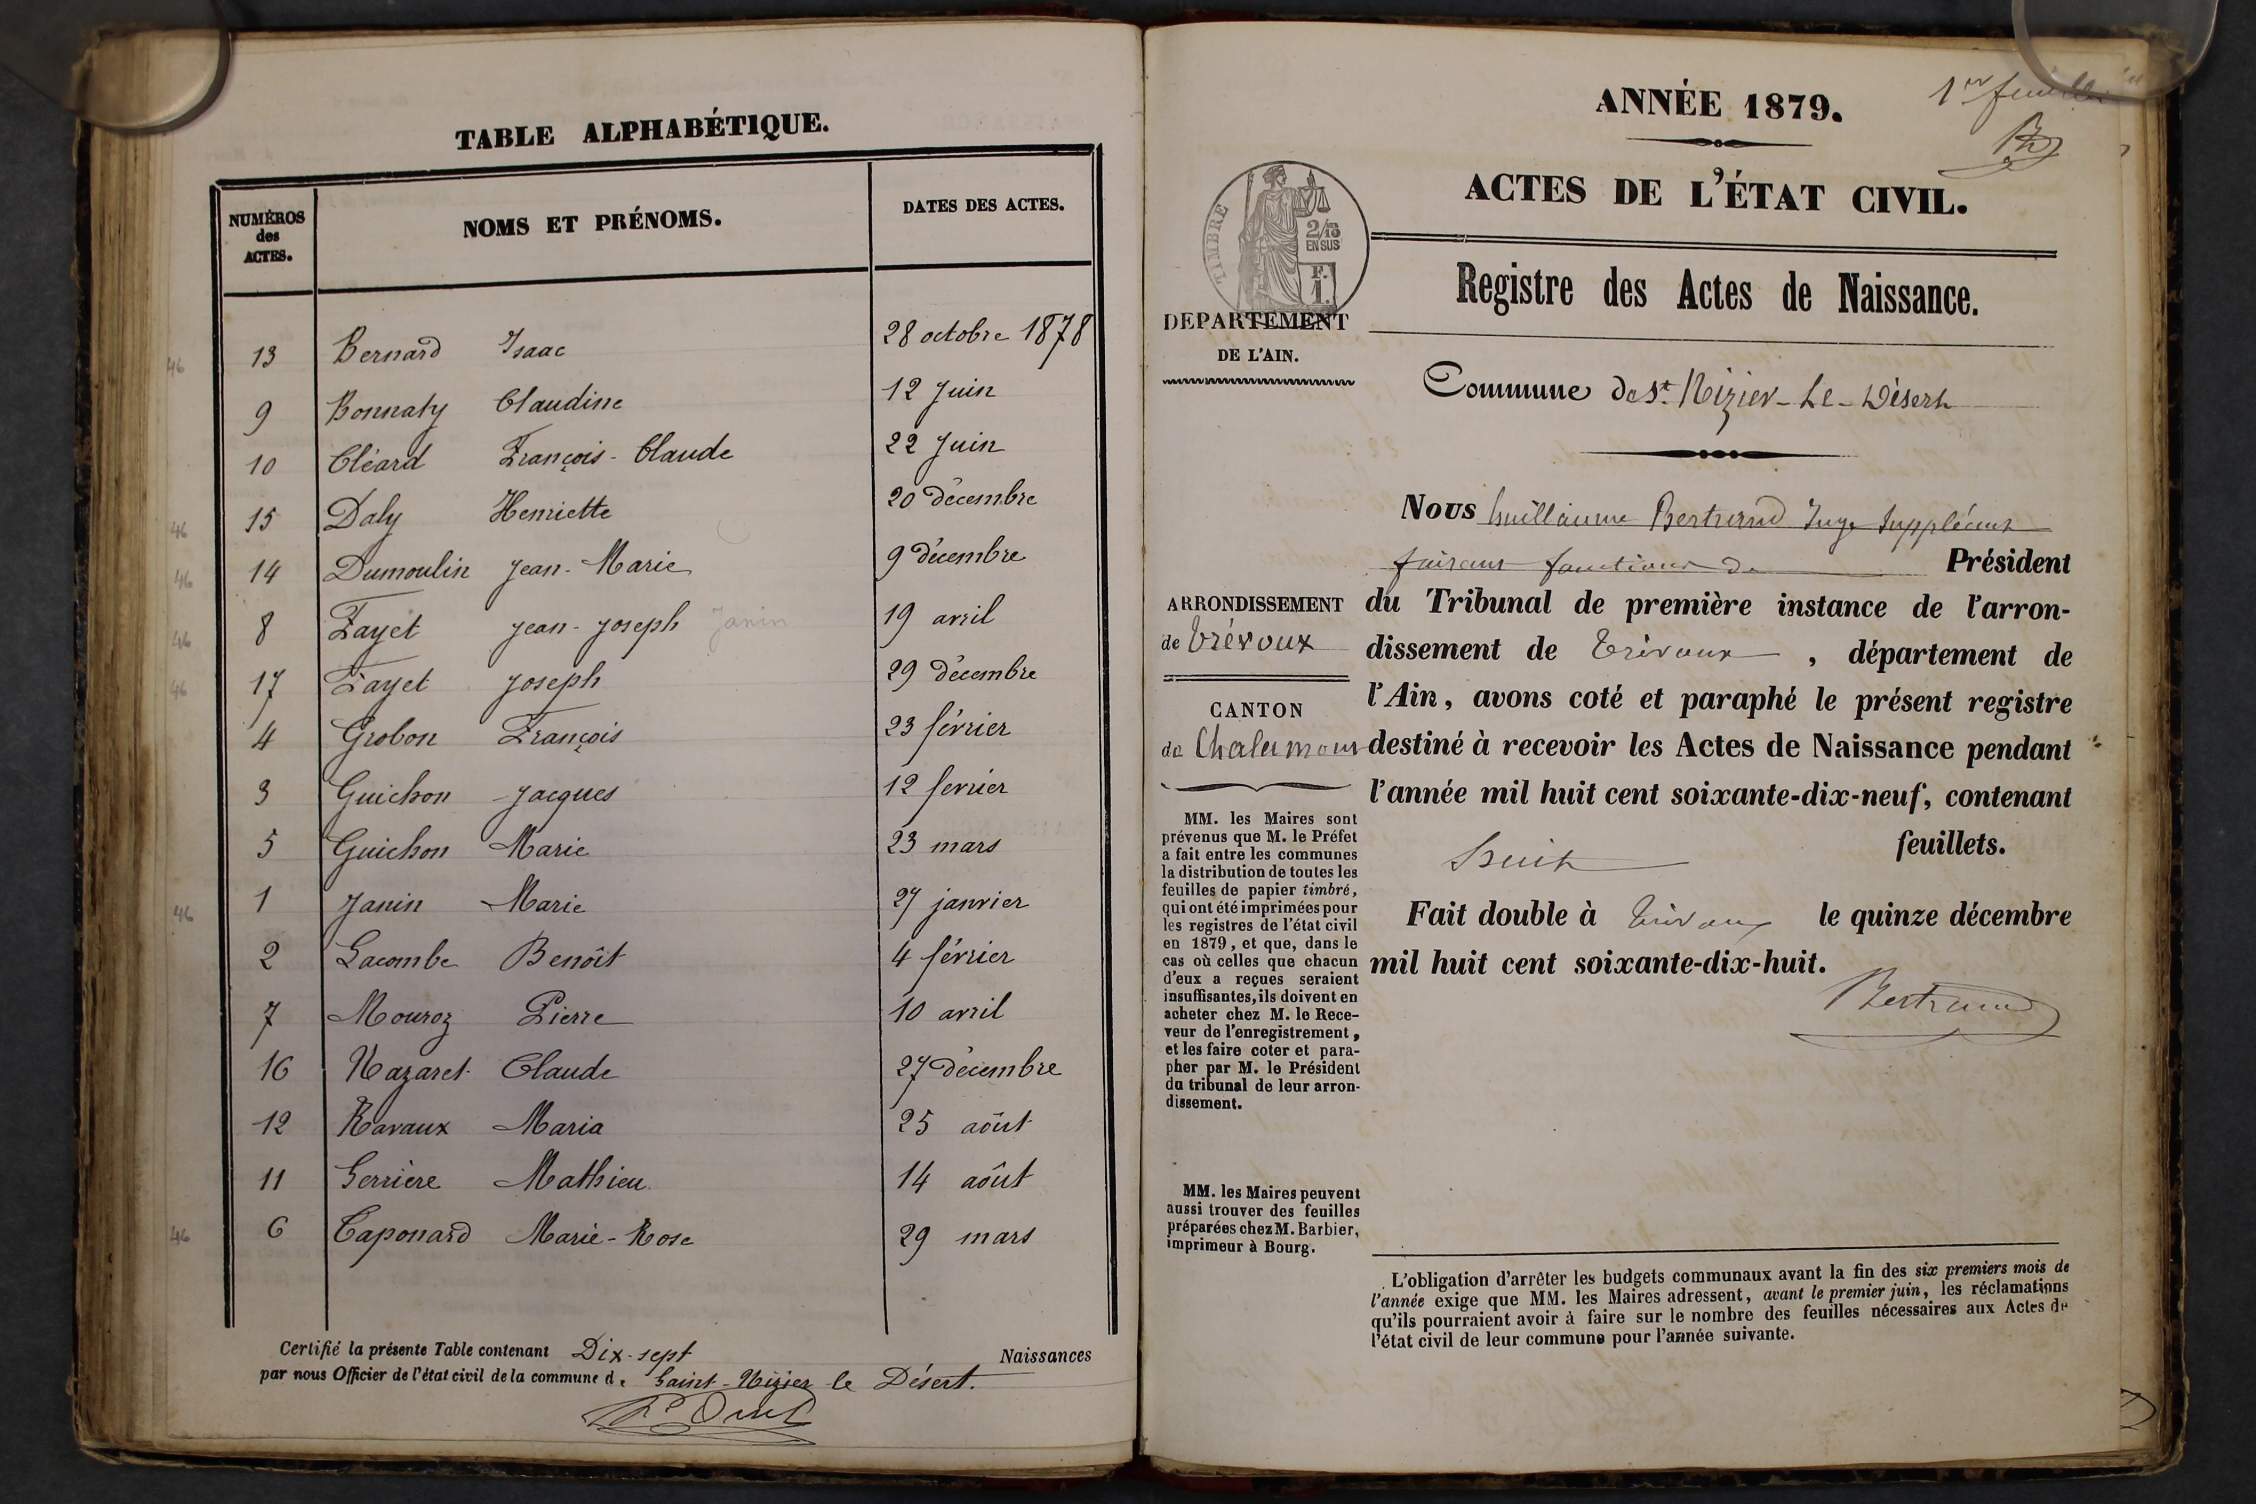 TABLE ALPHABÉTIQUE.
NUMÉROS
des
ACTES.
NOMS ET PRÉNOMS.
DATES DES ACTES.
46 13 Bernard Isaac 28 octobre 1878
9 Bonnaty Claudine 12 Juin
10 Cléard François-Claude 22 Juin
46 15 Daly Henriette 20 décembre
46 14 Dumoulin Jean-Marie 9 décembre
46 8 Fayet Jean-Joseph Janin 19 avril
46 17 Fayet Joseph 29 décembre
4 Grobon François 23 février
3 Guichon Jacques 12 fevrier
5 Guichon Marie 23 mars
46 1 Janin Marie 27 janvier
2 Lacombe Benoît 4 février
7 Mouroz Pierre 10 avril
16 Nazaret Claude 27 décembre
12 Ravaux Maria 25 août
11 Serrière Mathieu 14 août
46 6 Taponard Marie-Rose 29 mars
Certifié la présente Table contenant Dix-sept Naissances
par nous Officier de l'état civil de la commune de Saint-Nizier le Désert.
1er feuillet
ANNÉE 1879.
ACTES DE L'ÉTAT CIVIL.
TIMBRE
2/10
EN SUS
F.
1.
Registre des Actes de Naissance.
DEPARTEMENT
DE L'AIN.
Commune de St. Nizier-Le-Désert
Nous Guillaume Bertrand Juge Suppléant
faisant fonctions de Président
du Tribunal de première instance de l'arron-
dissement de Trévoux, département de
l'Ain, avons coté et paraphé le présent registre
destiné à recevoir les Actes de Naissance pendant
l'année mil huit cent soixante-dix-neuf, contenant
huit feuillets.
Fait double à Trévoux le quinze décembre
mil huit cent soixante-dix-huit.
Bertrand
ARRONDISSEMENT
de Trévoux
CANTON
de Chalamont
MM. les Maires sont
prévenus que M. le Préfet
a fait entre les communes
la distribution de toutes les
feuilles de papier timbré,
qui ont été imprimées pour
les registres de l'état civil
en 1879, et que, dans le
cas où celles que chacun
d'eux a reçues seraient
insuffisantes, ils doivent en
acheter chez M. le Rece-
veur de l'enregistrement,
et les faire coter et para-
pher par M. le Président
du tribunal de leur arron-
dissement.
MM. les Maires peuvent
aussi trouver des feuilles
préparées chez M. Barbier,
imprimeur à Bourg.
L'obligation d'arrêter les budgets communaux avant la fin des six premiers mois de
l'année exige que MM. les Maires adressent, avant le premier juin, les réclamations
qu'ils pourraient avoir à faire sur le nombre des feuilles nécessaires aux Actes de
l'état civil de leur commune pour l'année suivante.